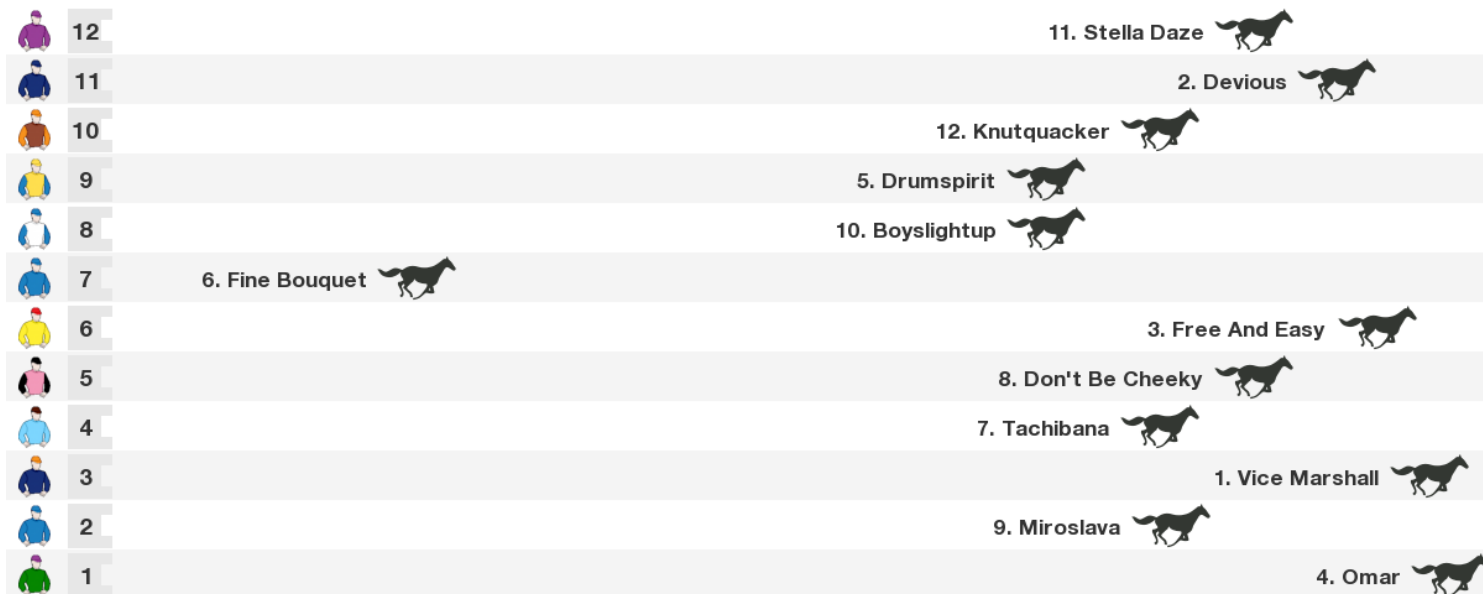 12 11. Stella Daze
11 2. Devious
10 12. Knutquacker
9 5. Drumspirit
8 10. Boyslightup
7 6. Fine Bouquet
6 3. Free And Easy
5 8. Don't Be Cheeky
4 7. Tachibana
3 1. Vice Marshall
2 9. Miroslava
1 4. Omar